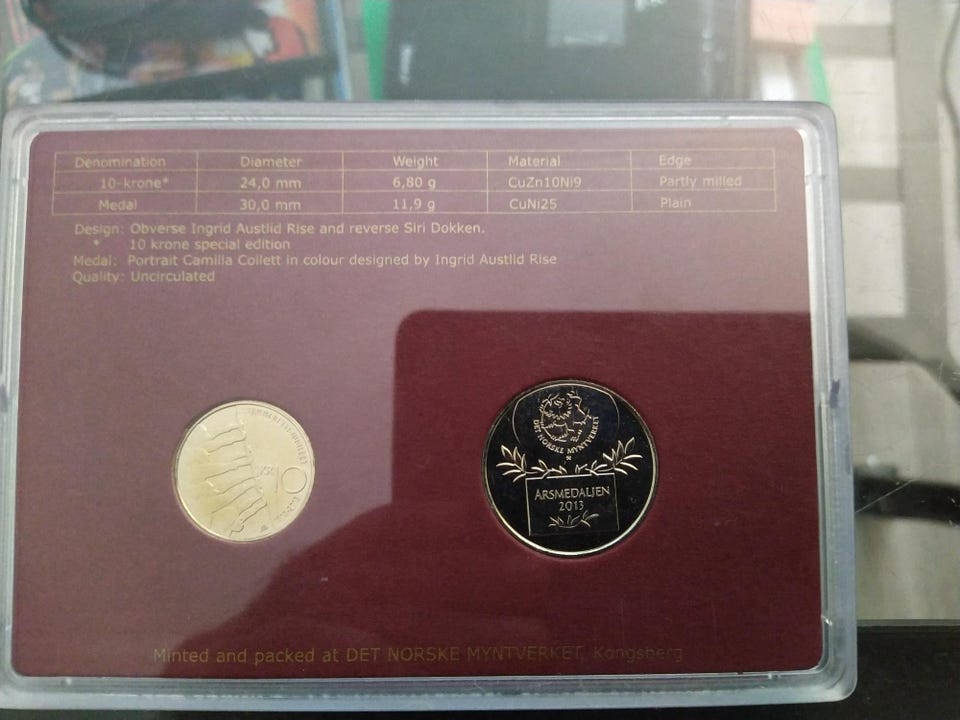 Denomination Diameter Weight Material Edge
10-krone* 24,0 mm 6,80 g CuZn10Ni9 Partly milled
Medal 30,0 mm 11,9 g CuNi25 Plain
Design: Obverse Ingrid Austlid Rise and reverse Siri Dokken.
* 10 krone special edition
Medal: Portrait Camilla Collett in colour designed by Ingrid Austlid Rise
Quality: Uncirculated
10
DET NORSKE MYNTVERKET
ÅRSMEDALJEN
2013
Minted and packed at DET NORSKE MYNTVERKET, Kongsberg